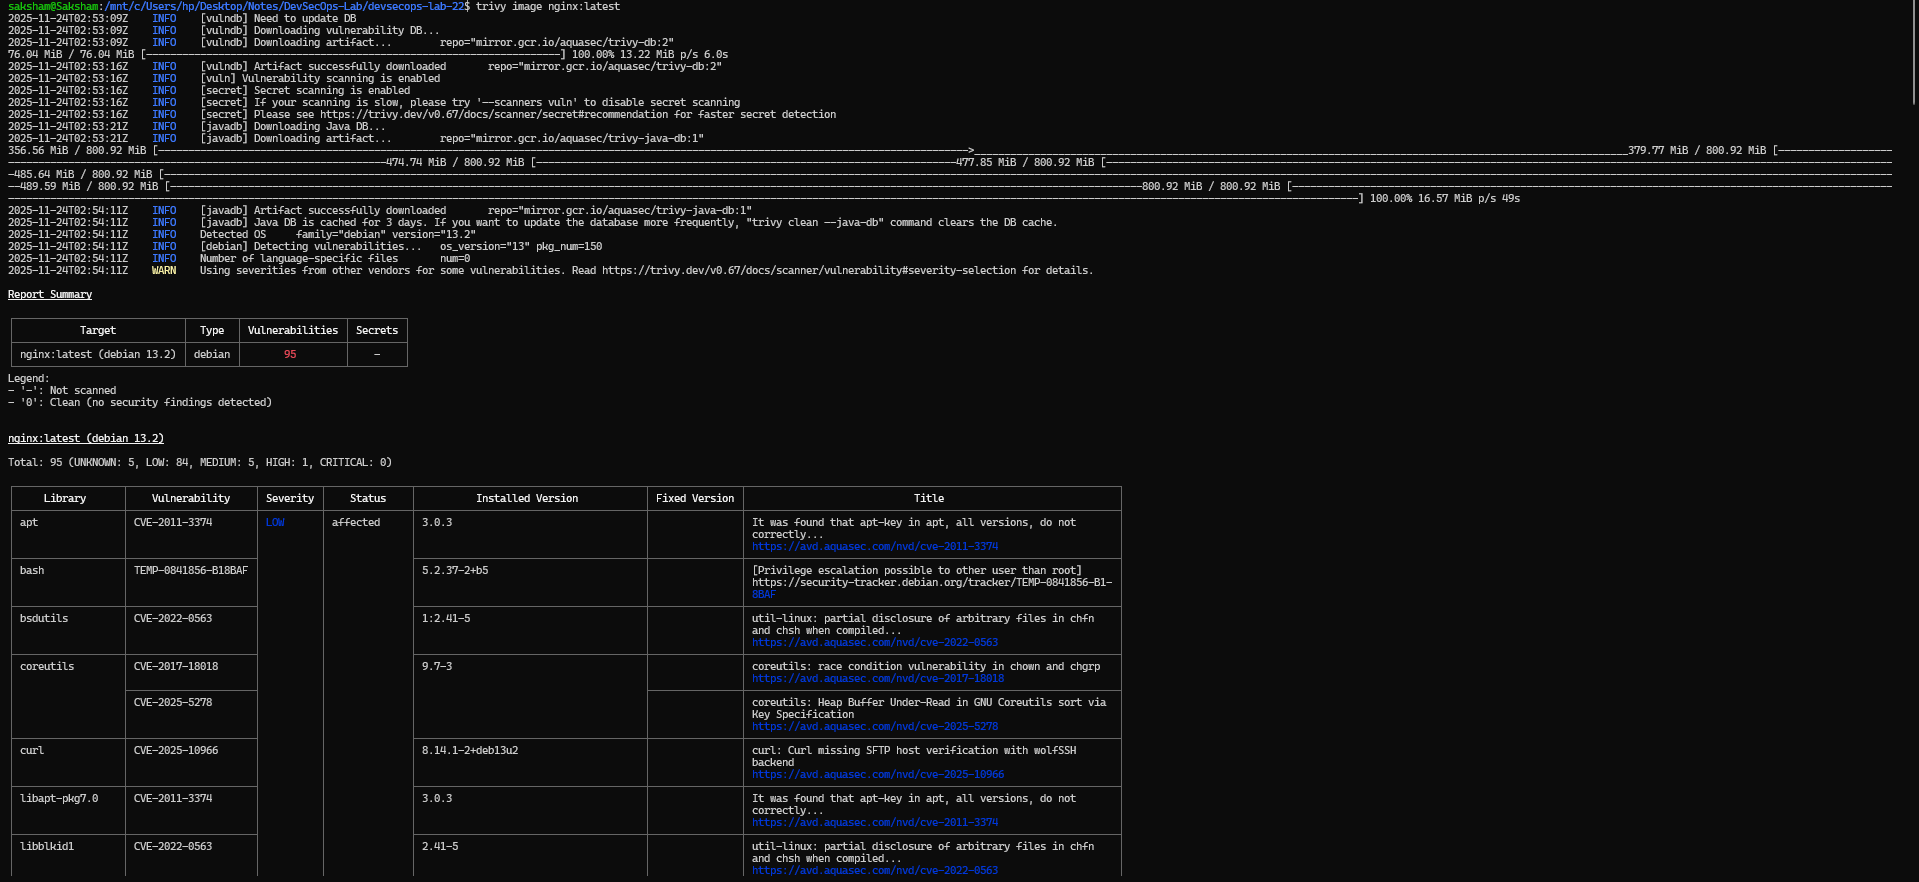 saksham@Saksham:/mnt/c/Users/hp/Desktop/Notes/DevSecOps-Lab/devsecops-lab-22$ trivy image nginx:latest
2025-11-24T02:53:09Z INFO [vulndb] Need to update DB
2025-11-24T02:53:09Z INFO [vulndb] Downloading vulnerability DB...
2025-11-24T02:53:09Z INFO [vulndb] Downloading artifact... repo="mirror.gcr.io/aquasec/trivy-db:2"
76.04 MiB / 76.04 MiB [---------------------------------------------------------------------] 100.00% 13.22 MiB p/s 6.0s
2025-11-24T02:53:16Z INFO [vulndb] Artifact successfully downloaded repo="mirror.gcr.io/aquasec/trivy-db:2"
2025-11-24T02:53:16Z INFO [vuln] Vulnerability scanning is enabled
2025-11-24T02:53:16Z INFO [secret] Secret scanning is enabled
2025-11-24T02:53:16Z INFO [secret] If your scanning is slow, please try '--scanners vuln' to disable secret scanning
2025-11-24T02:53:16Z INFO [secret] Please see https://trivy.dev/v0.67/docs/scanner/secret#recommendation for faster secret detection
2025-11-24T02:53:21Z INFO [javadb] Downloading Java DB...
2025-11-24T02:53:21Z INFO [javadb] Downloading artifact... repo="mirror.gcr.io/aquasec/trivy-java-db:1"
356.56 MiB / 800.92 MiB [---------------------------------------->________________________________________379.77 MiB / 800.92 MiB [-------------------
----------------------------------------474.74 MiB / 800.92 MiB [----------------------------------------477.85 MiB / 800.92 MiB [----------------------------------------
-485.64 MiB / 800.92 MiB [----------------------------------------
--489.59 MiB / 800.92 MiB [----------------------------------------800.92 MiB / 800.92 MiB [----------------------------------------
----------------------------------------] 100.00% 16.57 MiB p/s 49s
2025-11-24T02:54:11Z INFO [javadb] Artifact successfully downloaded repo="mirror.gcr.io/aquasec/trivy-java-db:1"
2025-11-24T02:54:11Z INFO [javadb] Java DB is cached for 3 days. If you want to update the database more frequently, "trivy clean --java-db" command clears the DB cache.
2025-11-24T02:54:11Z INFO Detected OS family="debian" version="13.2"
2025-11-24T02:54:11Z INFO [debian] Detecting vulnerabilities... os_version="13" pkg_num=150
2025-11-24T02:54:11Z INFO Number of language-specific files num=0
2025-11-24T02:54:11Z WARN Using severities from other vendors for some vulnerabilities. Read https://trivy.dev/v0.67/docs/scanner/vulnerability#severity-selection for details.
Report Summary
Target Type Vulnerabilities Secrets
nginx:latest (debian 13.2) debian 95 -
Legend:
- '-': Not scanned
- '0': Clean (no security findings detected)
nginx:latest (debian 13.2)
Total: 95 (UNKNOWN: 5, LOW: 84, MEDIUM: 5, HIGH: 1, CRITICAL: 0)
Library Vulnerability Severity Status Installed Version Fixed Version Title
apt CVE-2011-3374 LOW affected 3.0.3 It was found that apt-key in apt, all versions, do not
correctly...
https://avd.aquasec.com/nvd/cve-2011-3374
bash TEMP-0841856-B18BAF 5.2.37-2+b5 [Privilege escalation possible to other user than root]
https://security-tracker.debian.org/tracker/TEMP-0841856-B1-
8BAF
bsdutils CVE-2022-0563 1:2.41-5 util-linux: partial disclosure of arbitrary files in chfn
and chsh when compiled...
https://avd.aquasec.com/nvd/cve-2022-0563
coreutils CVE-2017-18018 9.7-3 coreutils: race condition vulnerability in chown and chgrp
https://avd.aquasec.com/nvd/cve-2017-18018
CVE-2025-5278 coreutils: Heap Buffer Under-Read in GNU Coreutils sort via
Key Specification
https://avd.aquasec.com/nvd/cve-2025-5278
curl CVE-2025-10966 8.14.1-2+deb13u2 curl: Curl missing SFTP host verification with wolfSSH
backend
https://avd.aquasec.com/nvd/cve-2025-10966
libapt-pkg7.0 CVE-2011-3374 3.0.3 It was found that apt-key in apt, all versions, do not
correctly...
https://avd.aquasec.com/nvd/cve-2011-3374
libblkid1 CVE-2022-0563 2.41-5 util-linux: partial disclosure of arbitrary files in chfn
and chsh when compiled...
https://avd.aquasec.com/nvd/cve-2022-0563